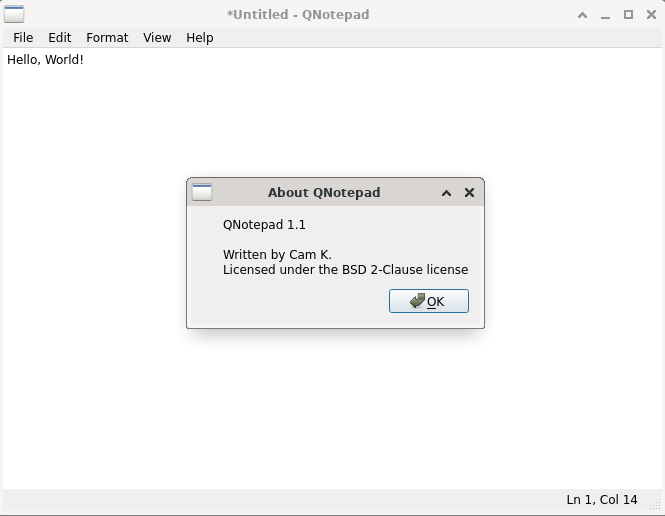 *Untitled - QNotepad
File Edit Format View Help
Hello, World!
About QNotepad
QNotepad 1.1
Written by Cam K.
Licensed under the BSD 2-Clause license
OK
Ln 1, Col 14